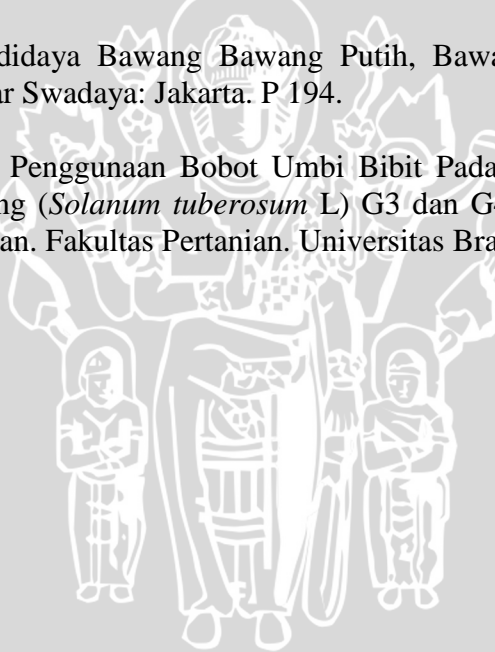 didaya Bawang Bawang Putih, Bawa
ar Swadaya: Jakarta. P 194.
Penggunaan Bobot Umbi Bibit Pada
ng (Solanum tuberosum L) G3 dan G
an. Fakultas Pertanian. Universitas Bra